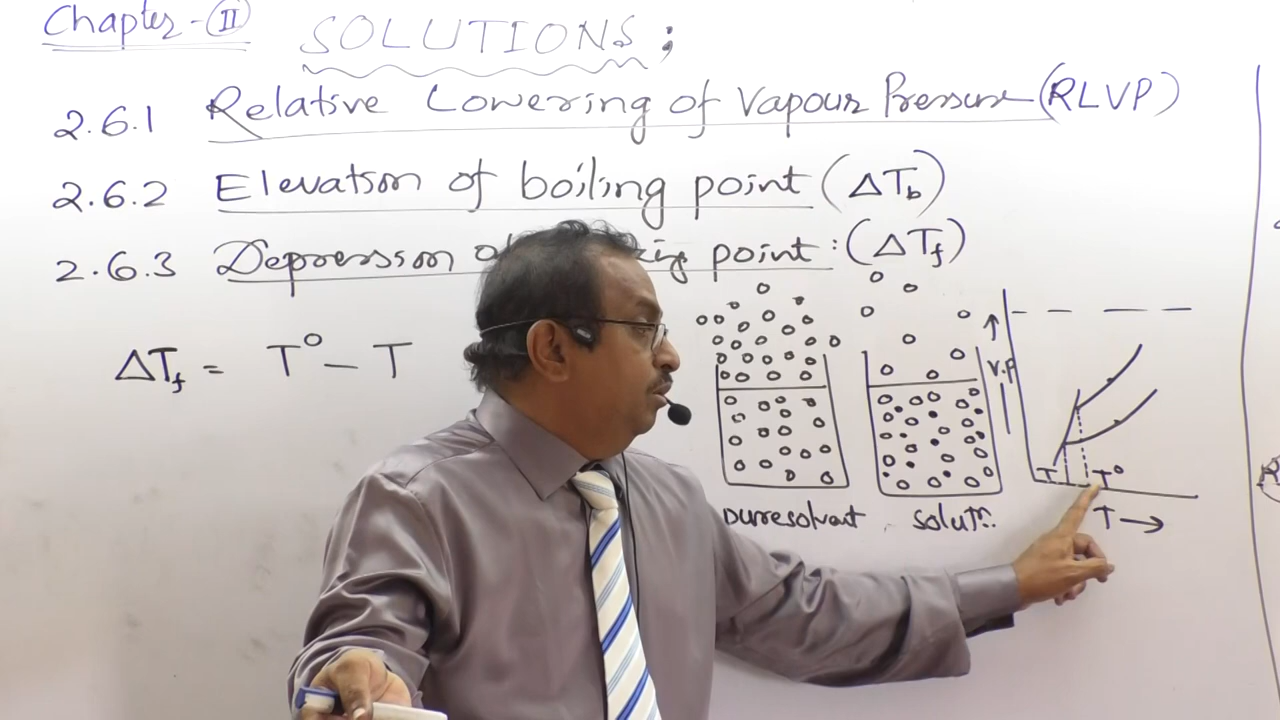 Chapter - II
SOLUTIONS ;
2.6.1 Relative Lowering of Vapour Pressure (RLVP)
2.6.2 Elevation of boiling point (ΔTb)
2.6.3 Depression point : (ΔTf)
ΔTf = T° - T
V.P
T T°
T →
Puresolvent